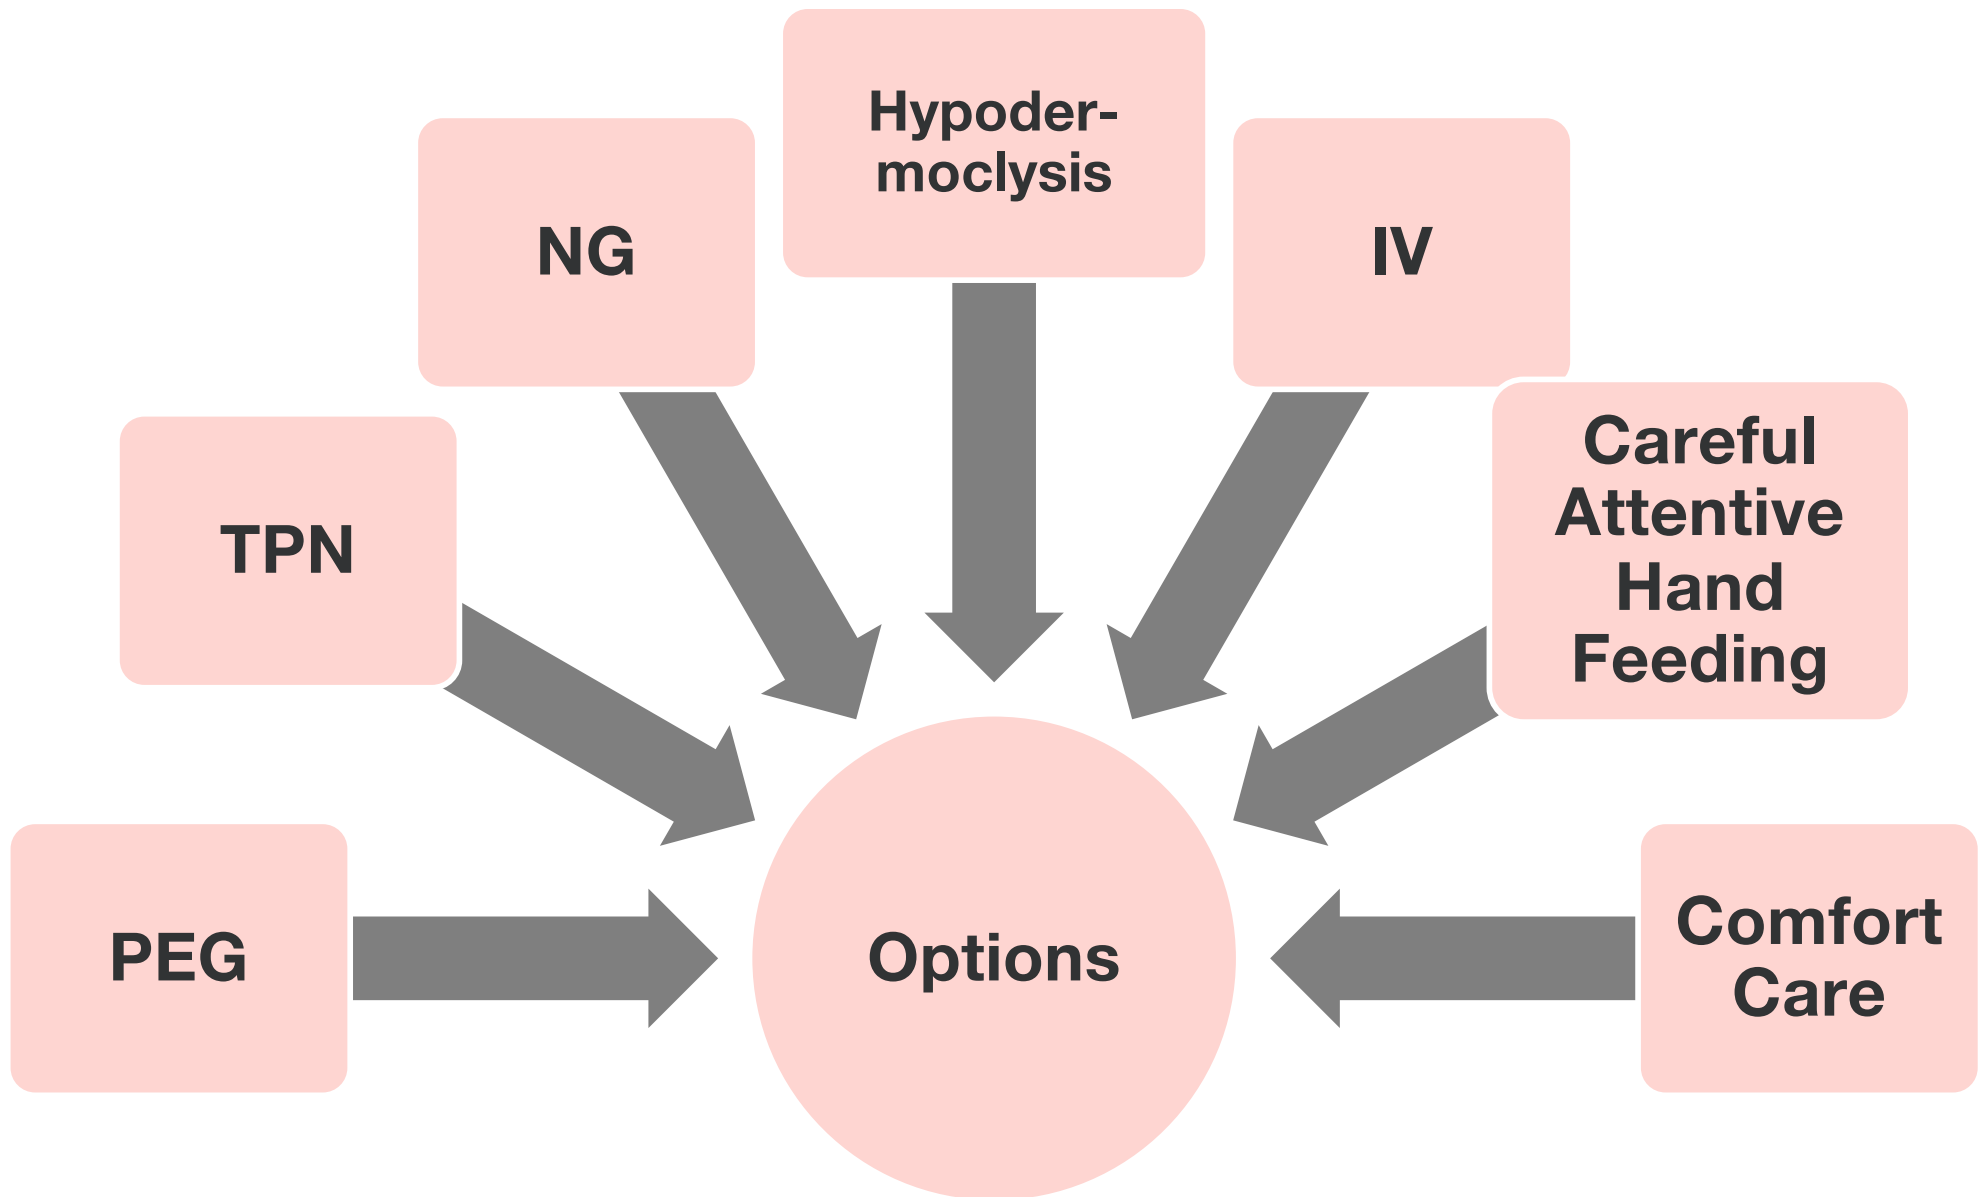 Hypoder-
moclysis
NG
IV
TPN
Careful
Attentive
Hand
Feeding
PEG
Options
Comfort
Care